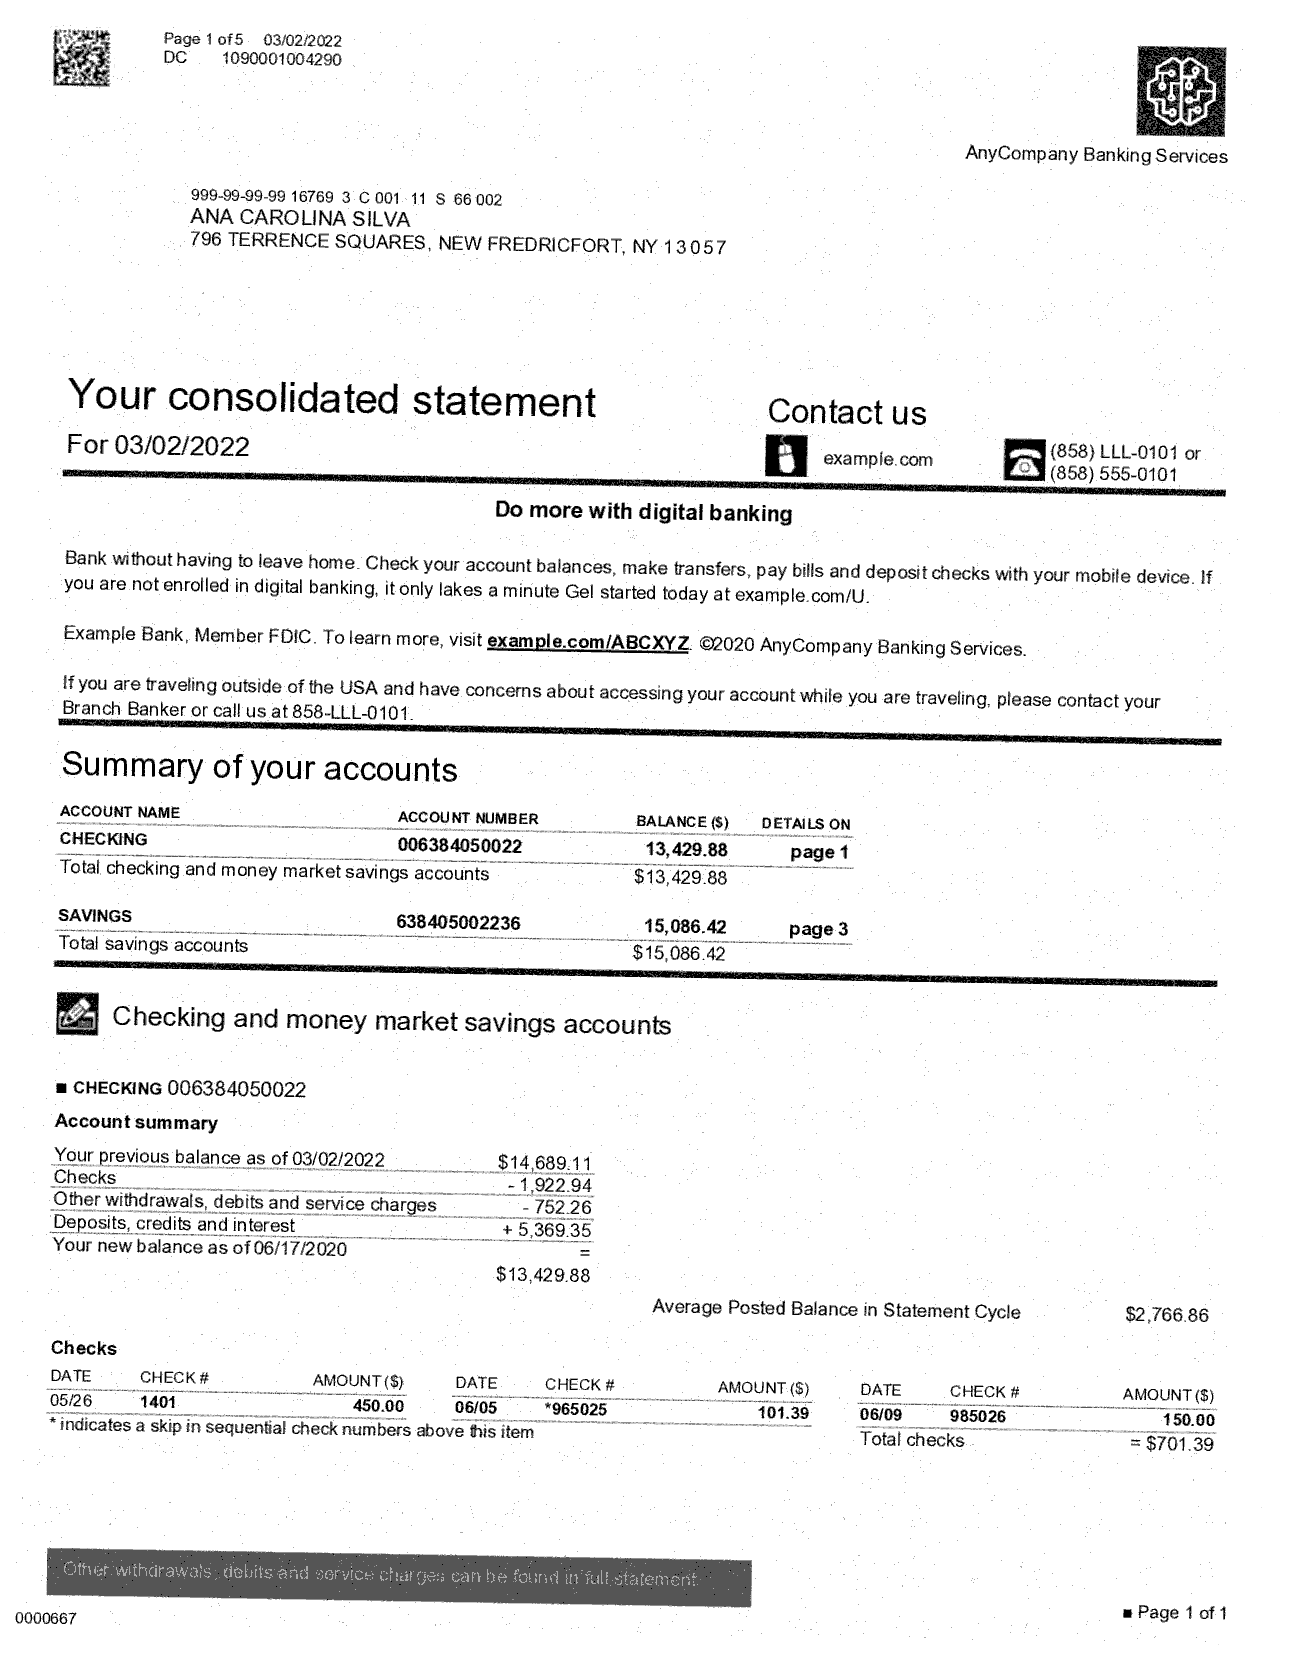 Page 1 of 5 03/02/2022
DC 1090001004290
AnyCompany Banking Services
999-99-99-99 16769 3 C 001 11 S 66 002
ANA CAROLINA SILVA
796 TERRENCE SQUARES, NEW FREDRICFORT, NY 13057
Your consolidated statement
For 03/02/2022
Contact us
example.com
(858) LLL-0101 or
(858) 555-0101
Do more with digital banking
Bank without having to leave home. Check your account balances, make transfers, pay bills and deposit checks with your mobile device. If
you are not enrolled in digital banking, it only lakes a minute Gel started today at example.com/U.
Example Bank, Member FDIC. To learn more, visit example.com/ABCXYZ. ©2020 AnyCompany Banking Services.
If you are traveling outside of the USA and have concerns about accessing your account while you are traveling, please contact your
Branch Banker or call us at 858-LLL-0101.
Summary of your accounts
ACCOUNT NAME ACCOUNT NUMBER BALANCE ($) DETAILS ON
CHECKING 006384050022 13,429.88 page 1
Total checking and money market savings accounts $13,429.88
SAVINGS 638405002236 15,086.42 page 3
Total savings accounts $15,086.42
Checking and money market savings accounts
■ CHECKING 006384050022
Account summary
Your previous balance as of 03/02/2022 $14,689.11
Checks - 1,922.94
Other withdrawals, debits and service charges - 752.26
Deposits, credits and interest + 5,369.35
Your new balance as of 06/17/2020 =
$13,429.88
Average Posted Balance in Statement Cycle $2,766.86
Checks
DATE CHECK # AMOUNT ($) DATE CHECK # AMOUNT ($) DATE CHECK # AMOUNT ($)
05/26 1401 450.00 06/05 *965025 101.39 06/09 985026 150.00
* indicates a skip in sequential check numbers above this item Total checks = $701.39
Other withdrawals, debits and service charges can be found in full statement
0000667 ■ Page 1 of 1